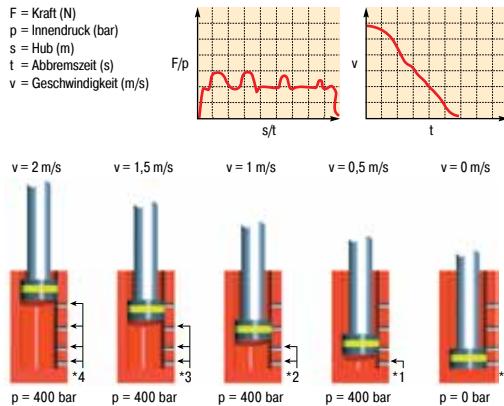 F = Kraft (N)
p = Innendruck (bar)
s = Hub (m)
t = Abbremszeit (s)
v = Geschwindigkeit (m/s)
F/p
s/t
v
t
v = 2 m/s
v = 1,5 m/s
v = 1 m/s
v = 0,5 m/s
v = 0 m/s
*4
*3
*2
*1
*
p = 400 bar
p = 400 bar
p = 400 bar
p = 400 bar
p = 0 bar